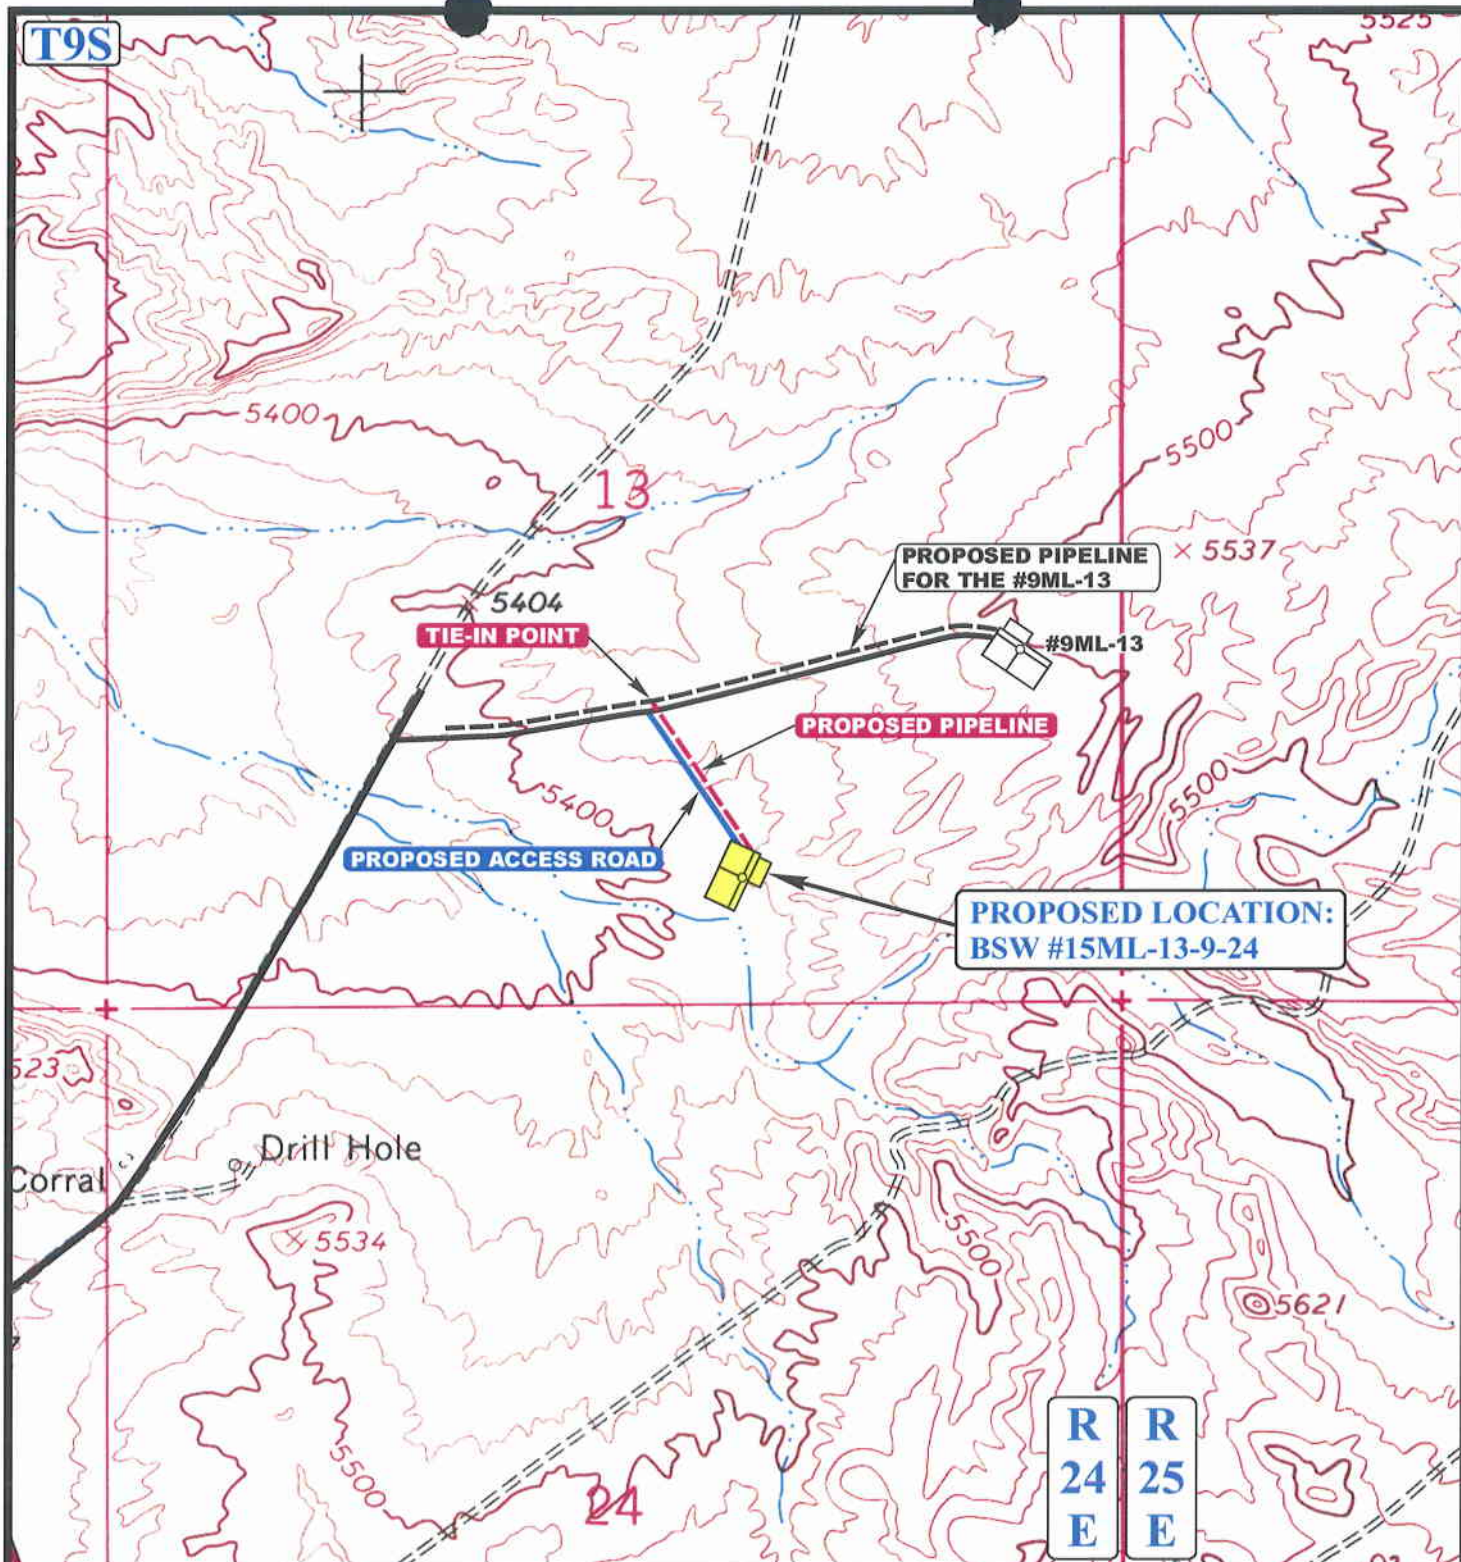 T9S
5525
5400
5500
13
PROPOSED PIPELINE
FOR THE #9ML-13
5537
5404
TIE-IN POINT
#9ML-13
PROPOSED PIPELINE
5500
5400
PROPOSED ACCESS ROAD
PROPOSED LOCATION:
BSW #15ML-13-9-24
523
Drill Hole
Corral
5534
5500
5621
5500
24
R
24
E
R
25
E